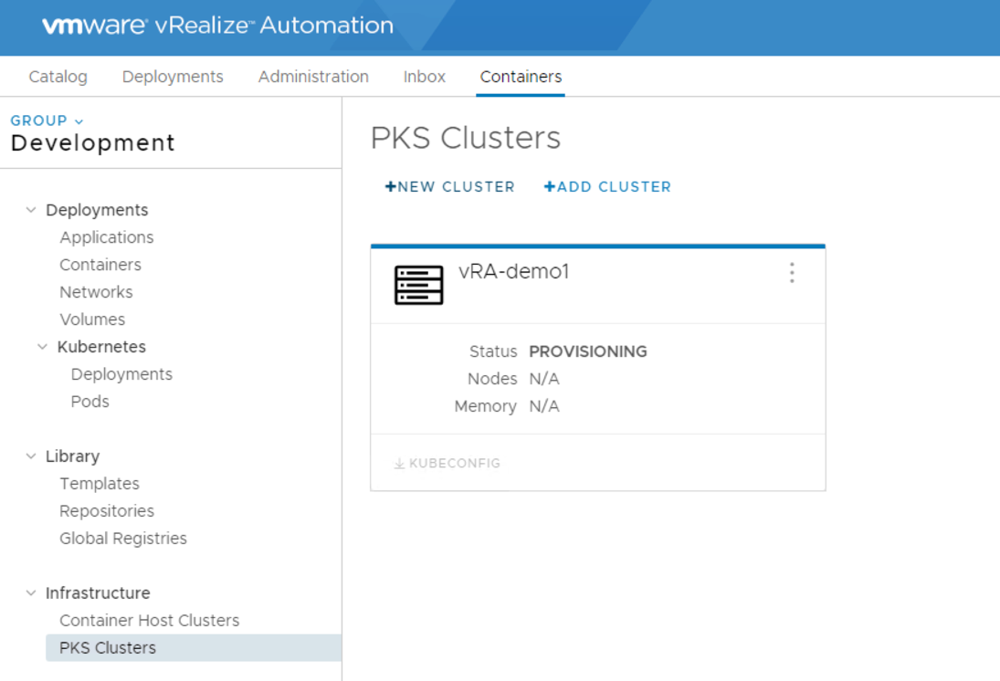 vmware® vRealize™ Automation
Catalog Deployments Administration Inbox Containers
GROUP
Development
Deployments
Applications
Containers
Networks
Volumes
Kubernetes
Deployments
Pods
Library
Templates
Repositories
Global Registries
Infrastructure
Container Host Clusters
PKS Clusters
PKS Clusters
+NEW CLUSTER +ADD CLUSTER
vRA-demo1
Status PROVISIONING
Nodes N/A
Memory N/A
KUBECONFIG